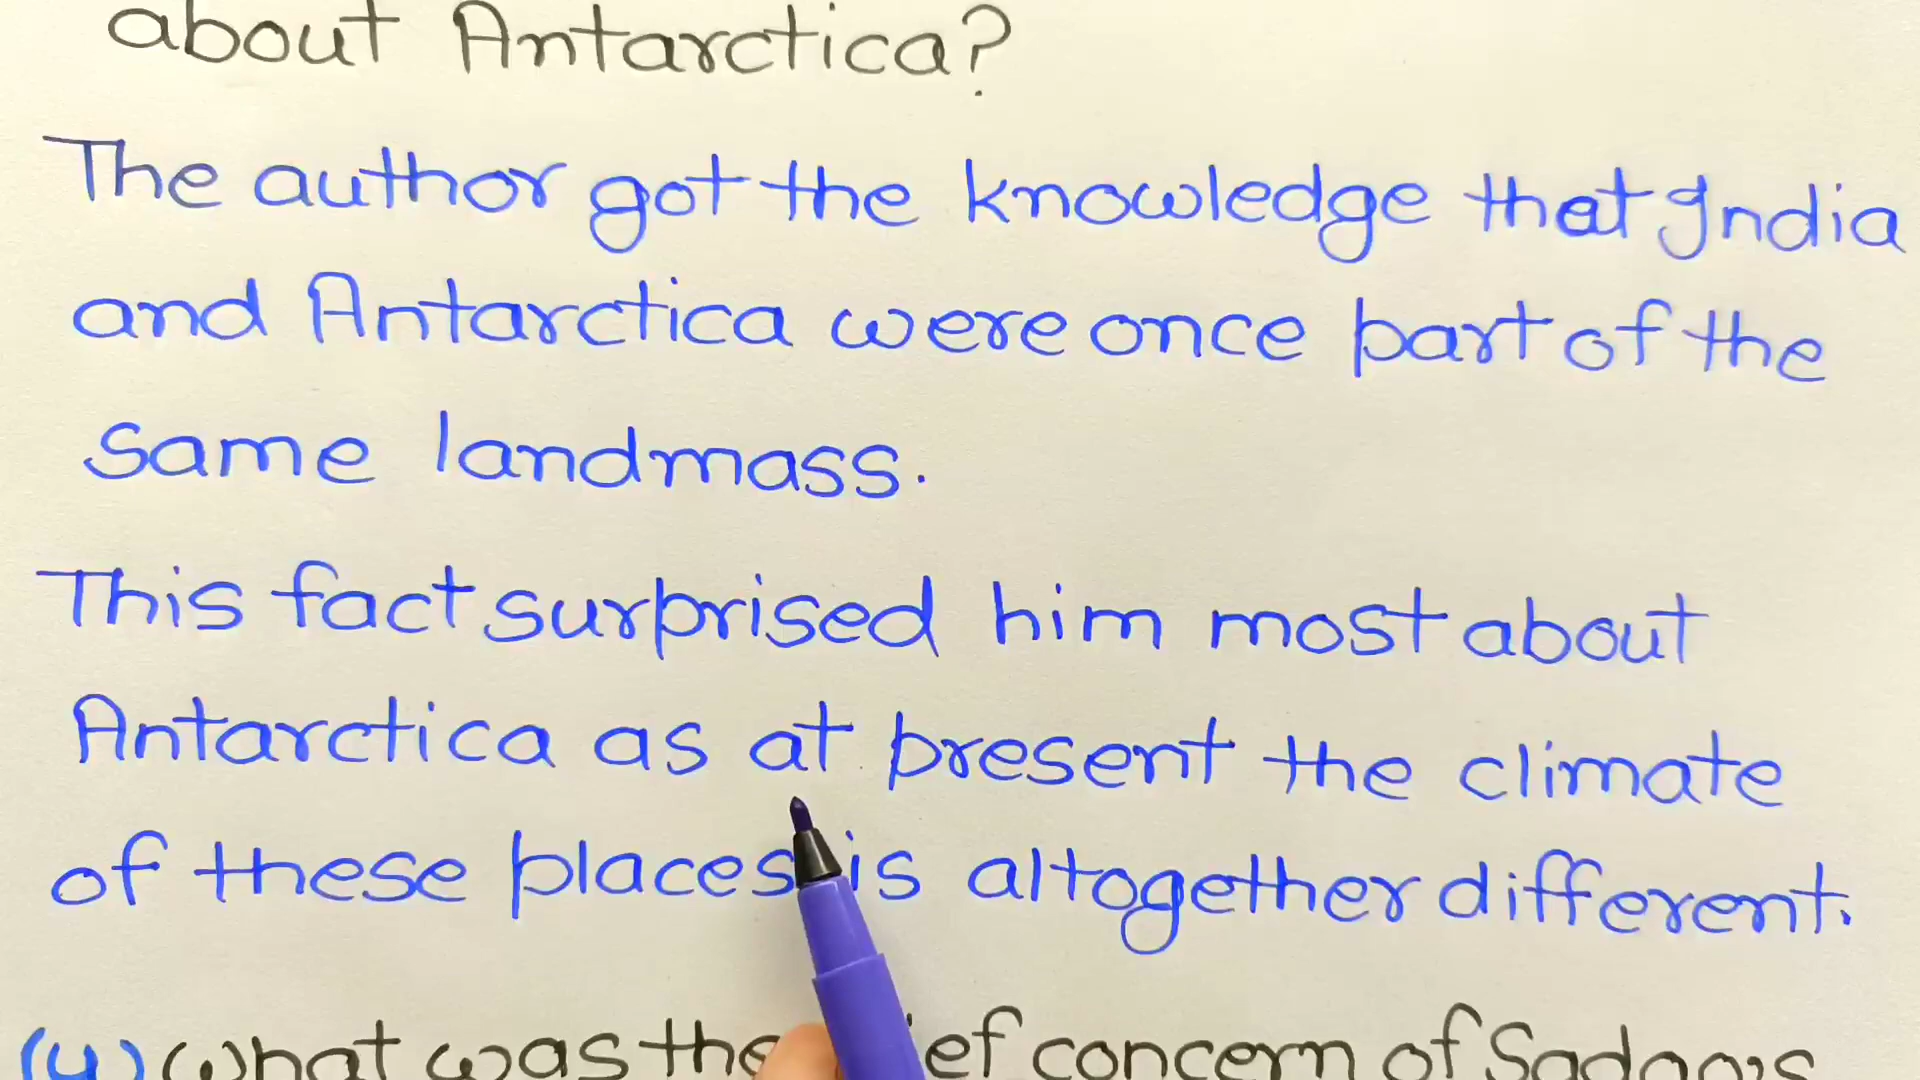 about Antarctica?
The author got the knowledge that India
and Antarctica were once part of the
same landmass.
This fact surprised him most about
Antarctica as at present the climate
of these places is altogether different.
(4) what was the concern of